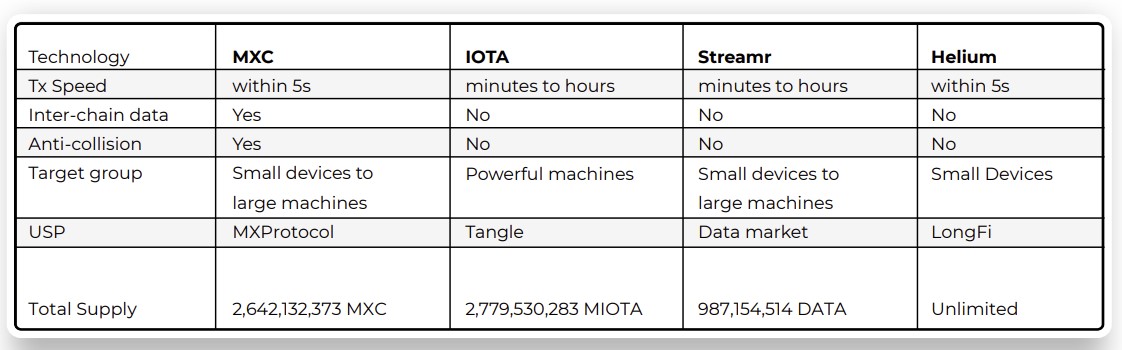 Technology MXC IOTA Streamr Helium
Tx Speed within 5s minutes to hours minutes to hours within 5s
Inter-chain data Yes No No No
Anti-collision Yes No No No
Target group Small devices to Powerful machines Small devices to Small Devices
large machines large machines
USP MXProtocol Tangle Data market LongFi
Total Supply 2,642,132,373 MXC 2,779,530,283 MIOTA 987,154,514 DATA Unlimited